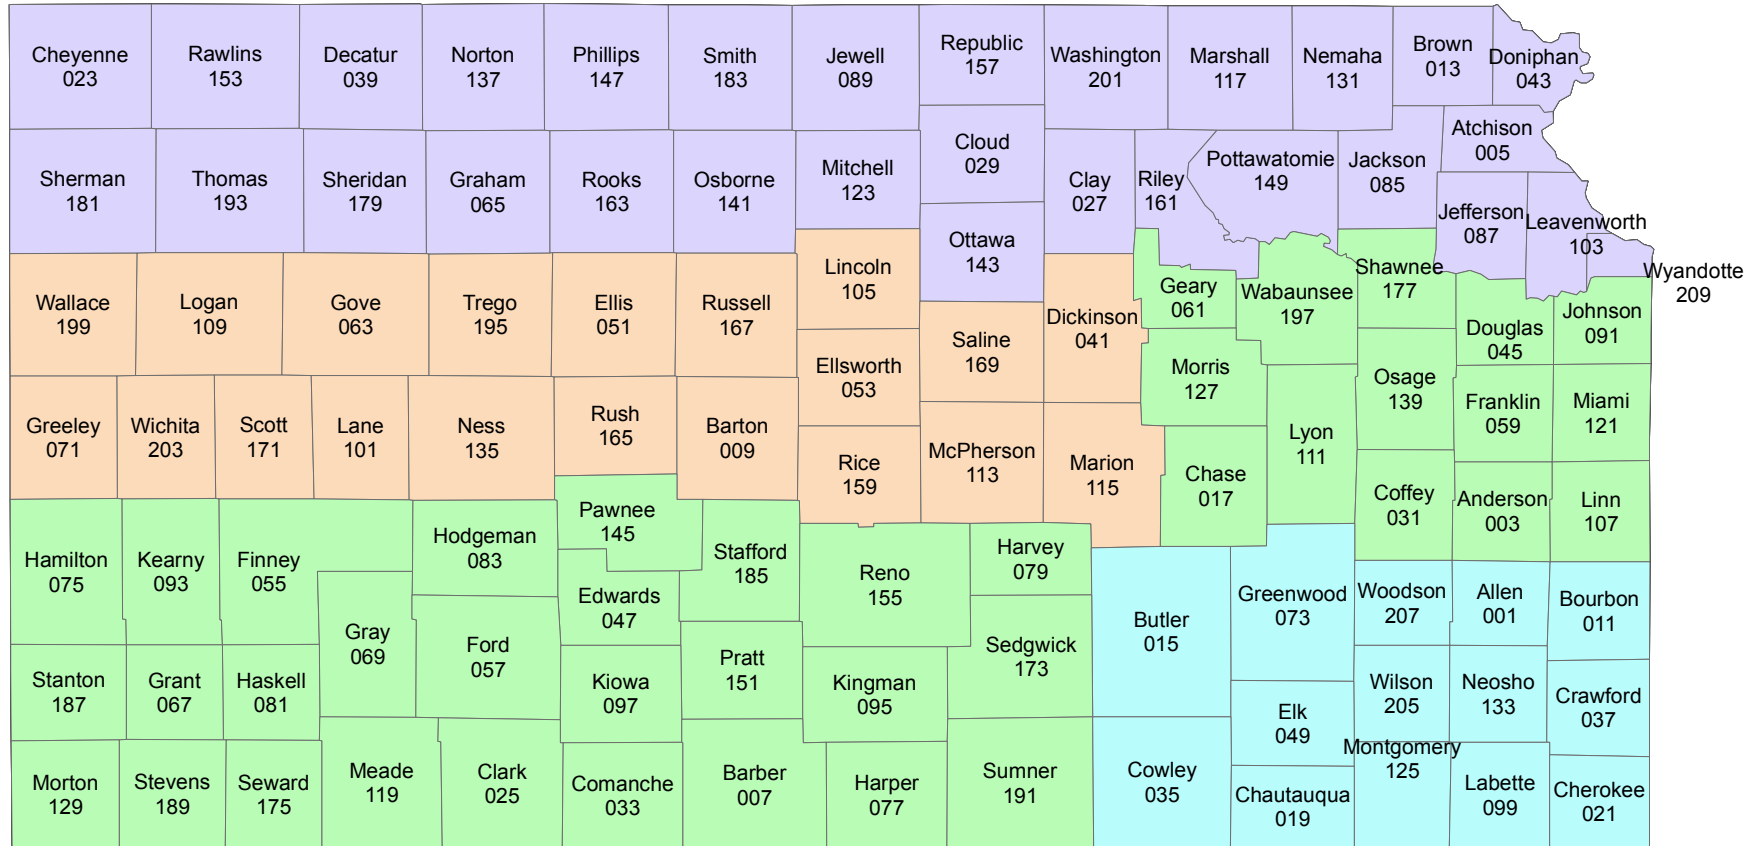 Cheyenne
023
Rawlins
153
Decatur
039
Norton
137
Phillips
147
Smith
183
Jewell
089
Republic
157
Washington
201
Marshall
117
Nemaha
131
Brown
013
Doniphan
043
Sherman
181
Thomas
193
Sheridan
179
Graham
065
Rooks
163
Osborne
141
Mitchell
123
Cloud
029
Clay
027
Riley
161
Pottawatomie
149
Jackson
085
Atchison
005
Jefferson
087
Leavenworth
103
Wyandotte
209
Ottawa
143
Wallace
199
Logan
109
Gove
063
Trego
195
Ellis
051
Russell
167
Lincoln
105
Saline
169
Dickinson
041
Geary
061
Wabaunsee
197
Shawnee
177
Douglas
045
Johnson
091
Ellsworth
053
Morris
127
Osage
139
Franklin
059
Miami
121
Greeley
071
Wichita
203
Scott
171
Lane
101
Ness
135
Rush
165
Barton
009
Rice
159
McPherson
113
Marion
115
Chase
017
Lyon
111
Coffey
031
Anderson
003
Linn
107
Hamilton
075
Kearny
093
Finney
055
Hodgeman
083
Pawnee
145
Stafford
185
Reno
155
Harvey
079
Edwards
047
Gray
069
Ford
057
Butler
015
Greenwood
073
Woodson
207
Allen
001
Bourbon
011
Stanton
187
Grant
067
Haskell
081
Kiowa
097
Pratt
151
Kingman
095
Sedgwick
173
Elk
049
Wilson
205
Neosho
133
Crawford
037
Morton
129
Stevens
189
Seward
175
Meade
119
Clark
025
Comanche
033
Barber
007
Harper
077
Sumner
191
Cowley
035
Chautauqua
019
Montgomery
125
Labette
099
Cherokee
021